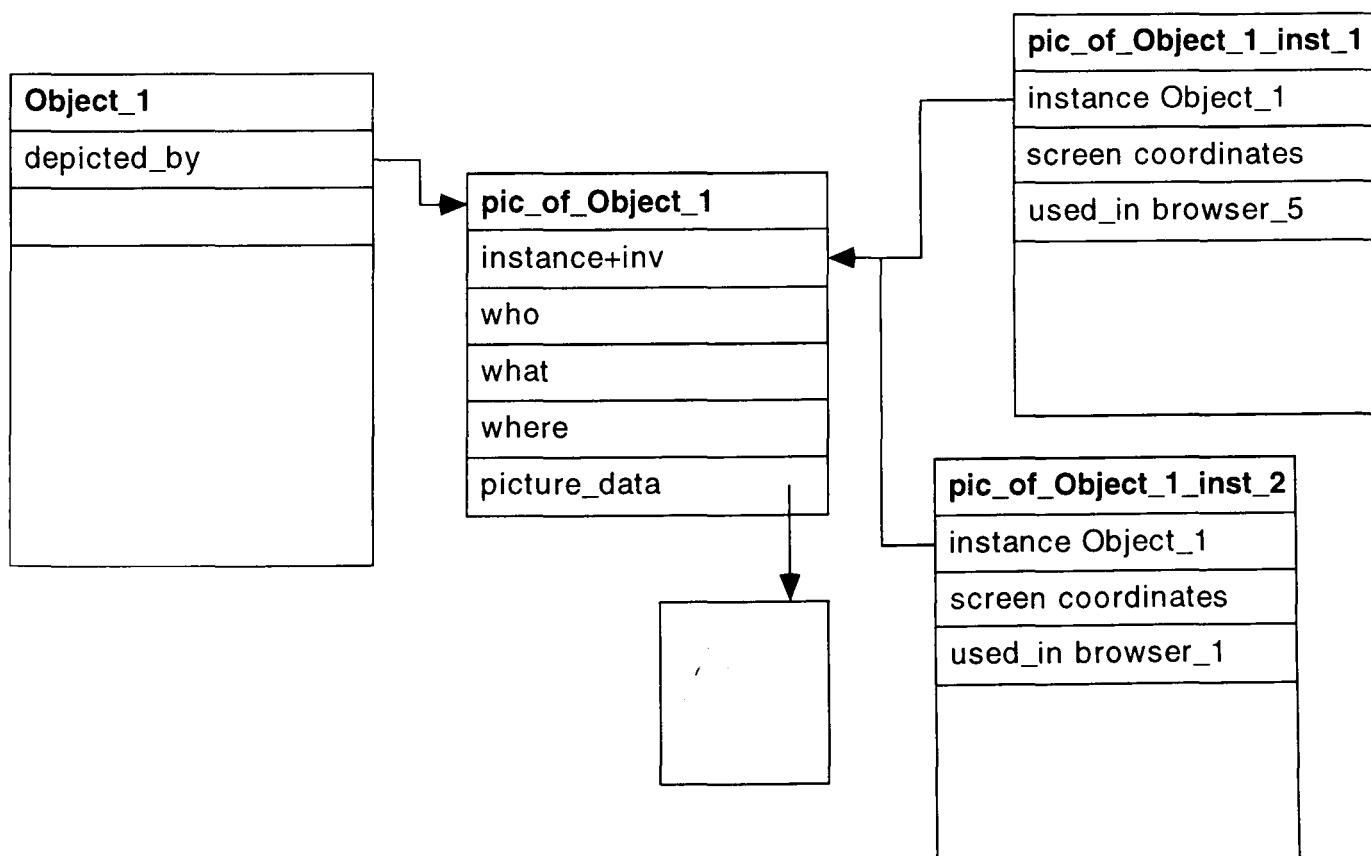 Object_1
depicted_by
pic_of_Object_1
instance+inv
who
what
where
picture_data
pic_of_Object_1_inst_1
instance Object_1
screen coordinates
used_in browser_5
pic_of_Object_1_inst_2
instance Object_1
screen coordinates
used_in browser_1